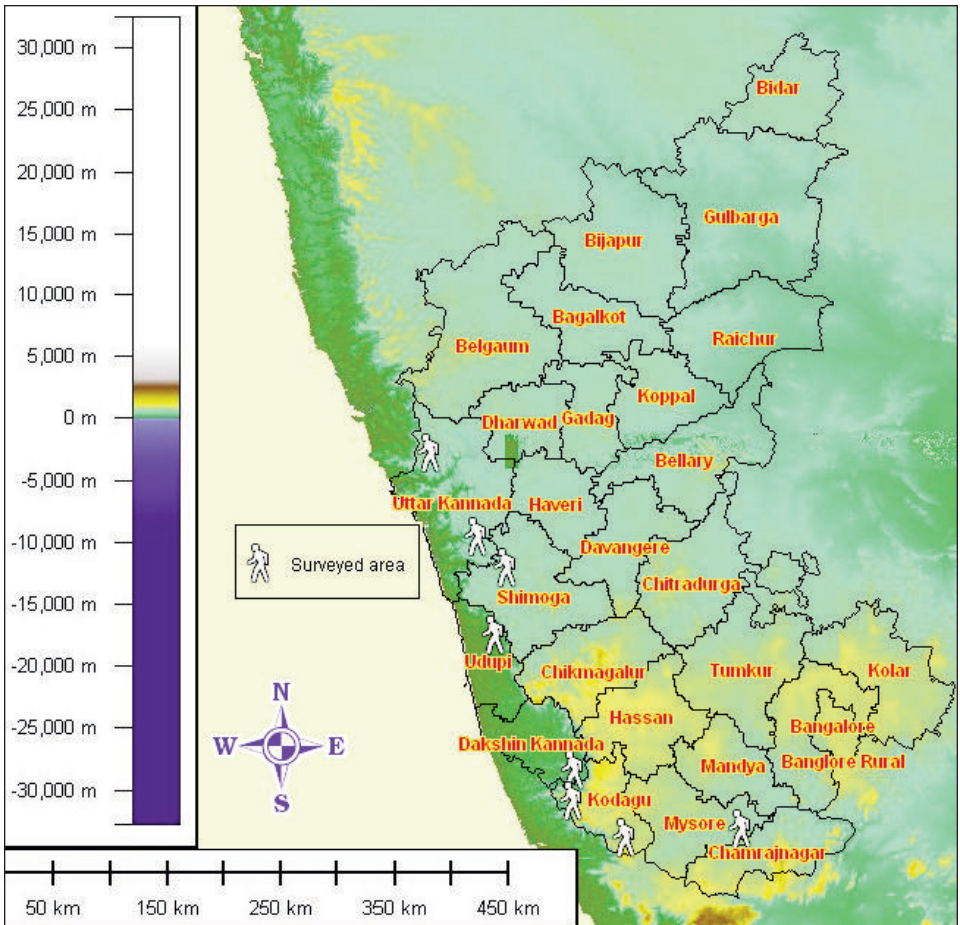 30,000 m
25,000 m
20,000 m
15,000 m
10,000 m
5,000 m
0 m
-5,000 m
-10,000 m
-15,000 m
-20,000 m
-25,000 m
-30,000 m
Bidar
Gulbarga
Bijapur
Bagalkot
Raichur
Belgaum
Koppal
Dharwad
Gadag
Bellary
Uttar Kannada
Haveri
Davangere
Surveyed area
Chitradurga
Shimoga
Udupi
Chikmagalur
Tumkur
Kolar
N
Hassan
Bangalore
W
E
Dakshin Kannada
Mandya
Banglore Rural
S
Kodagu
Mysore
Chamrajnagar
50 km
150 km
250 km
350 km
450 km